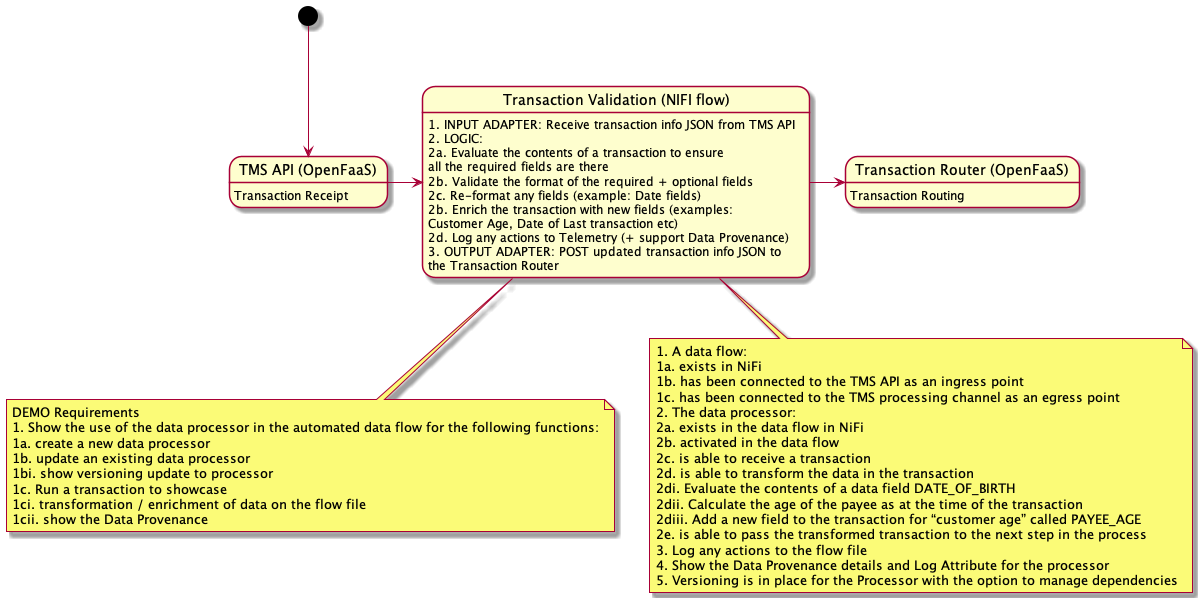 TMS API (OpenFaaS)
Transaction Receipt
Transaction Validation (NIFI flow)
1. INPUT ADAPTER: Receive transaction info JSON from TMS API
2. LOGIC:
2a. Evaluate the contents of a transaction to ensure
all the required fields are there
2b. Validate the format of the required + optional fields
2c. Re-format any fields (example: Date fields)
2b. Enrich the transaction with new fields (examples:
Customer Age, Date of Last transaction etc)
2d. Log any actions to Telemetry (+ support Data Provenance)
3. OUTPUT ADAPTER: POST updated transaction info JSON to
the Transaction Router
Transaction Router (OpenFaaS)
Transaction Routing
DEMO Requirements
1. Show the use of the data processor in the automated data flow for the following functions:
1a. create a new data processor
1b. update an existing data processor
1bi. show versioning update to processor
1c. Run a transaction to showcase
1ci. transformation / enrichment of data on the flow file
1cii. show the Data Provenance
1. A data flow:
1a. exists in NiFi
1b. has been connected to the TMS API as an ingress point
1c. has been connected to the TMS processing channel as an egress point
2. The data processor:
2a. exists in the data flow in NiFi
2b. activated in the data flow
2c. is able to receive a transaction
2d. is able to transform the data in the transaction
2di. Evaluate the contents of a data field DATE_OF_BIRTH
2dii. Calculate the age of the payee as at the time of the transaction
2diii. Add a new field to the transaction for “customer age” called PAYEE_AGE
2e. is able to pass the transformed transaction to the next step in the process
3. Log any actions to the flow file
4. Show the Data Provenance details and Log Attribute for the processor
5. Versioning is in place for the Processor with the option to manage dependencies